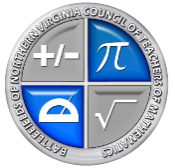 BATTLEFIELDS OF NORTHERN VIRGINIA COUNCIL OF TEACHERS OF MATHEMATICS
+/-
π
√